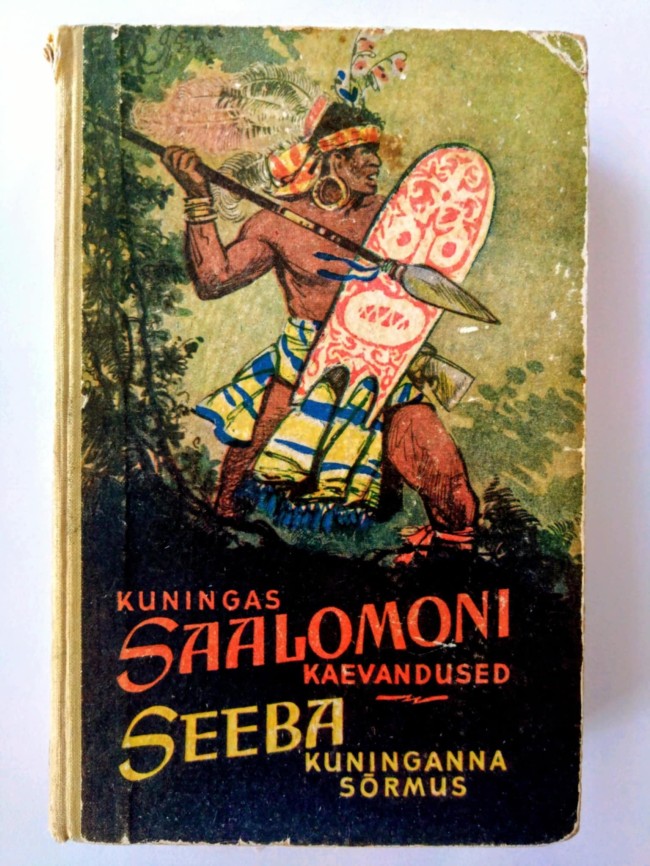 KUNINGAS
SAALOMONI
KAEVANDUSED
SEEBA
KUNINGANNA
SÕRMUS